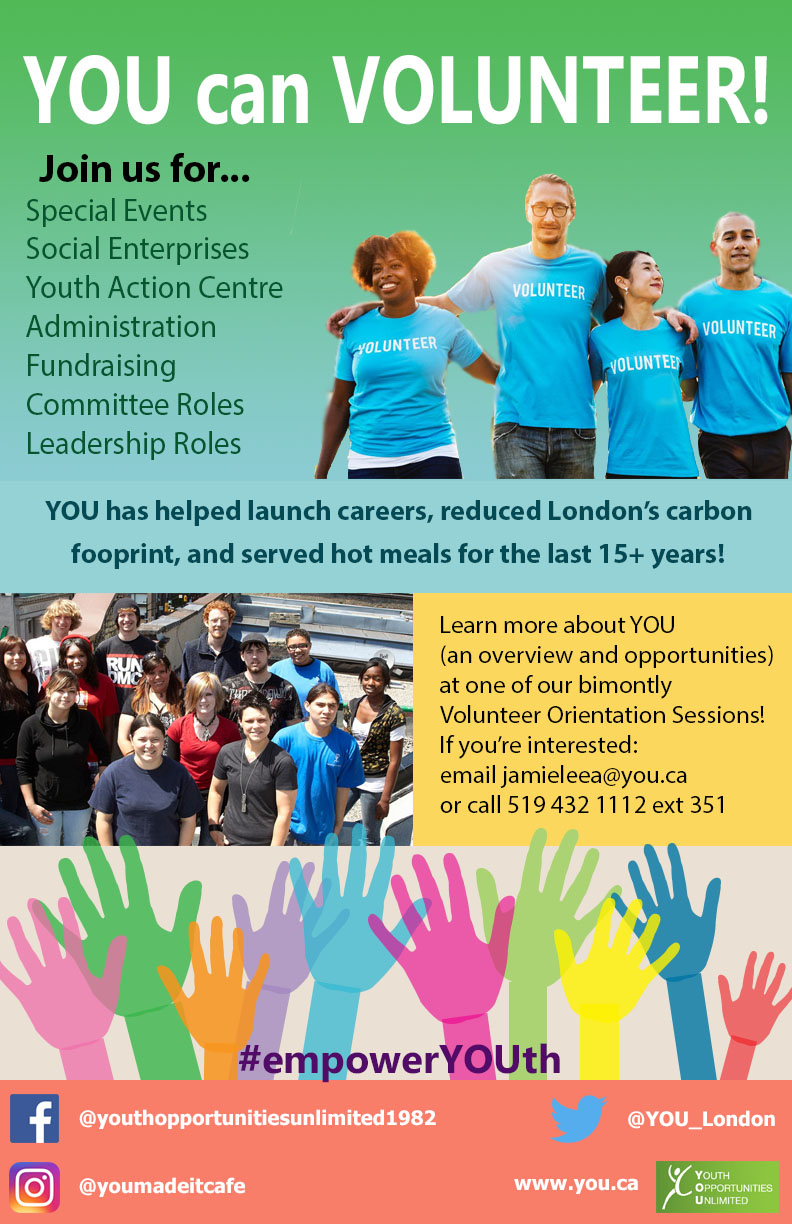 YOU can VOLUNTEER!
Join us for...
Special Events
Social Enterprises
Youth Action Centre
Administration
Fundraising
Committee Roles
Leadership Roles
VOLUNTEER
VOLUNTEER
VOLUNTEER
VOLUNTEER
YOU has helped launch careers, reduced London's carbon
fooprint, and served hot meals for the last 15+ years!
RUN
DMC
Learn more about YOU
(an overview and opportunities)
at one of our bimontly
Volunteer Orientation Sessions!
If you're interested:
email jamieleea@you.ca
or call 519 432 1112 ext 351
#empowerYOUth
@youthopportunitiesunlimited1982
@YOU_London
@youmadeitcafe
www.you.ca
YOUTH
OPPORTUNITIES
UNLIMITED